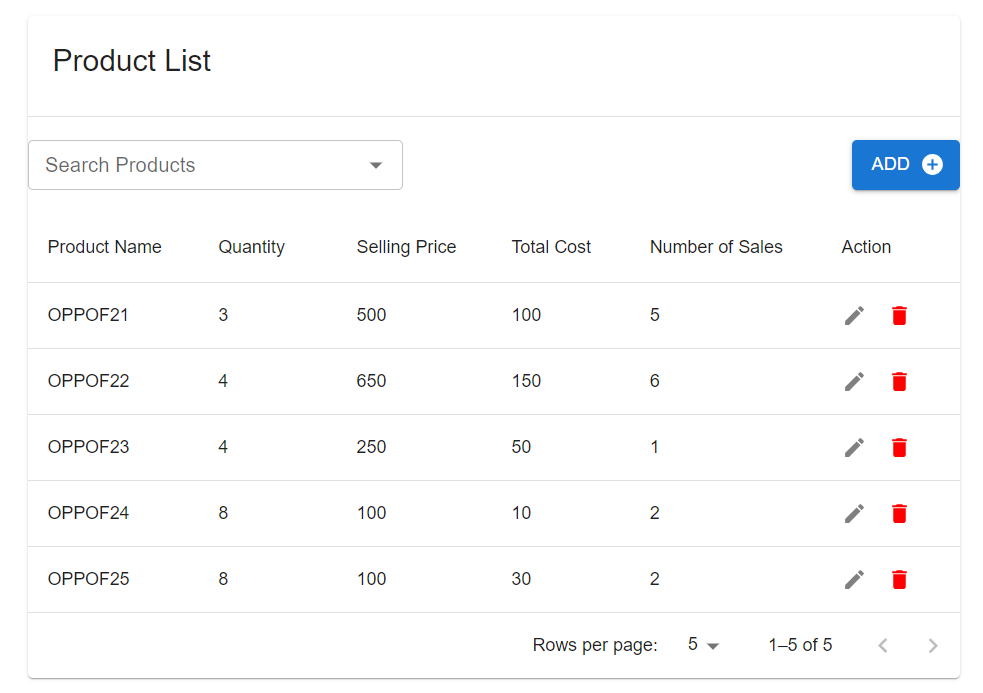 Product List
Search Products
ADD
Product Name Quantity Selling Price Total Cost Number of Sales Action
OPPOF21 3 500 100 5
OPPOF22 4 650 150 6
OPPOF23 4 250 50 1
OPPOF24 8 100 10 2
OPPOF25 8 100 30 2
Rows per page: 5 1–5 of 5